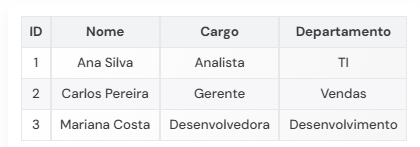 ID Nome Cargo Departamento
1 Ana Silva Analista TI
2 Carlos Pereira Gerente Vendas
3 Mariana Costa Desenvolvedora Desenvolvimento